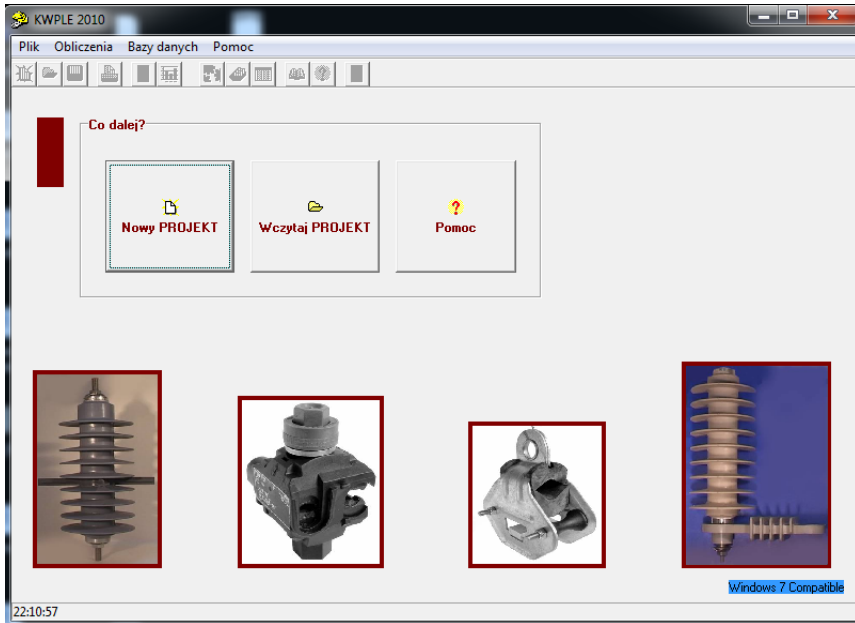 KWPLE 2010
Plik Obliczenia Bazy danych Pomoc
Co dalej?
Nowy PROJEKT
Wczytaj PROJEKT
?
Pomoc
Windows 7 Compatible
22:10:57